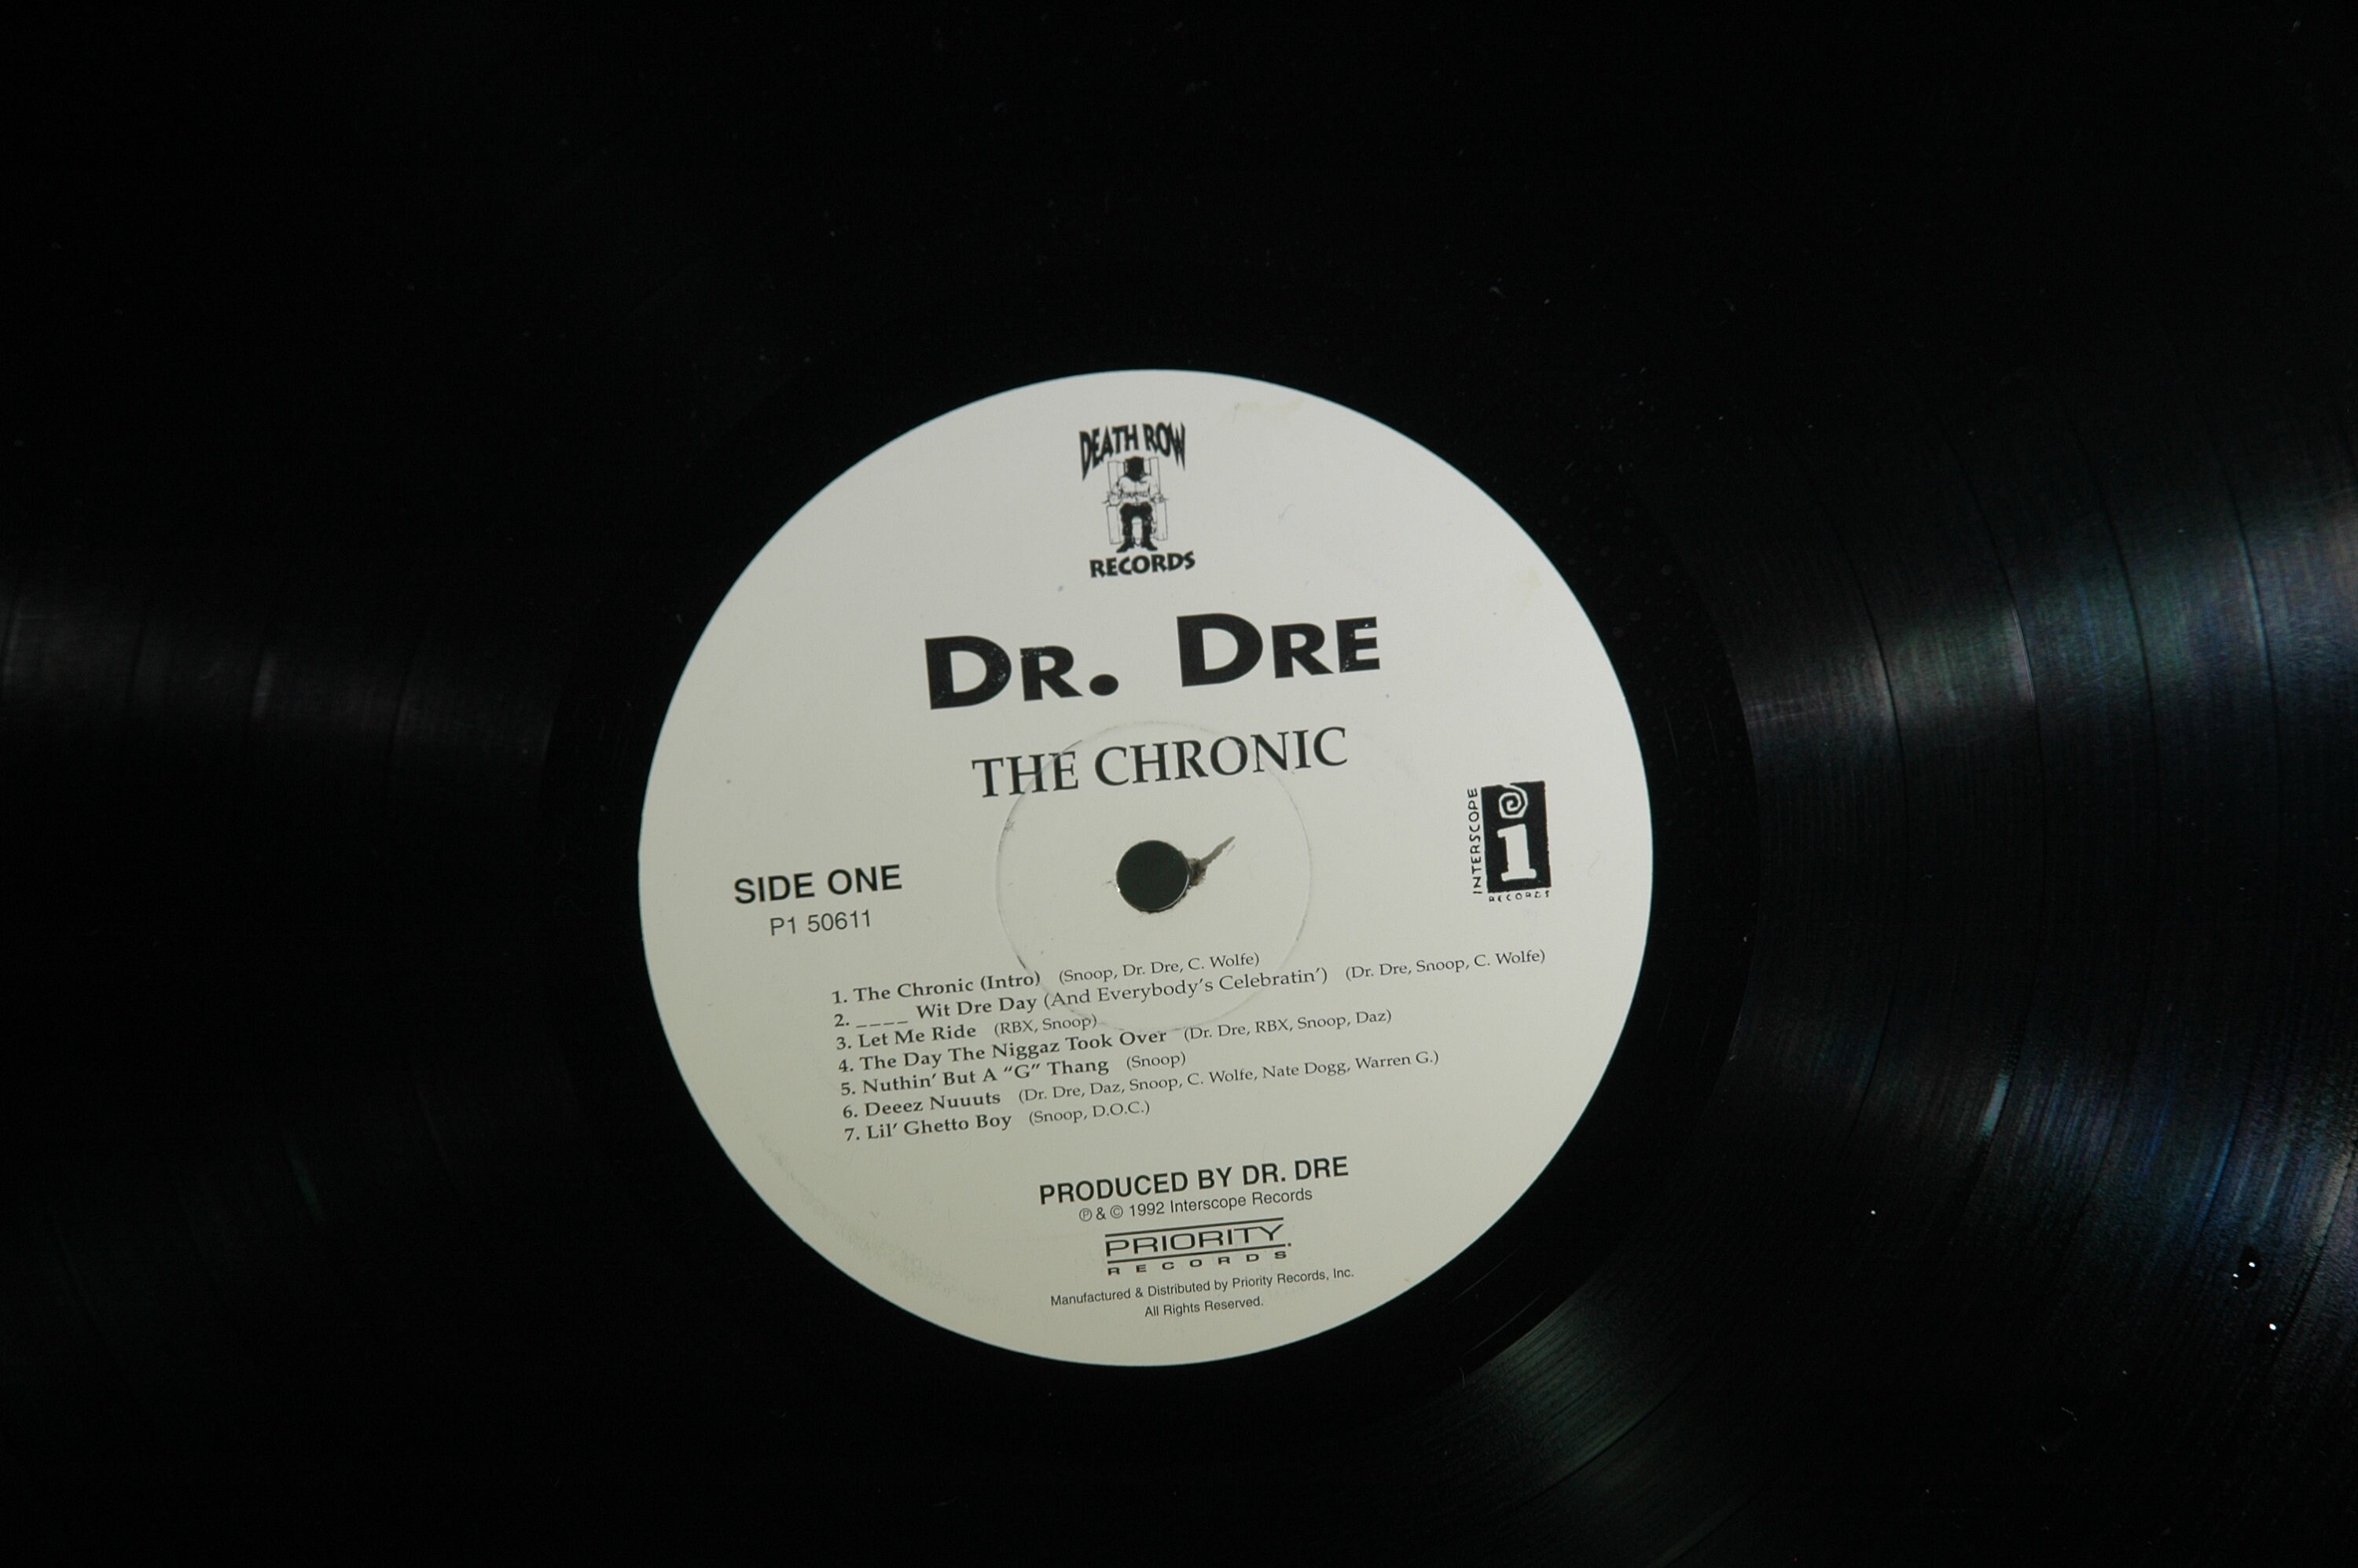 DEATH ROW
RECORDS
DR. DRE
THE CHRONIC
INTERSCOPE
i
RECORDS
SIDE ONE
P1 50611
1. The Chronic (Intro) (Snoop, Dr. Dre, C. Wolfe)
2. ____ Wit Dre Day (And Everybody's Celebratin') (Dr. Dre, Snoop, C. Wolfe)
3. Let Me Ride (RBX, Snoop)
4. The Day The Niggaz Took Over (Dr. Dre, RBX, Snoop, Daz)
5. Nuthin' But A "G" Thang (Snoop)
6. Deeez Nuuuts (Dr. Dre, Daz, Snoop, C. Wolfe, Nate Dogg, Warren G.)
7. Lil' Ghetto Boy (Snoop, D.O.C.)
PRODUCED BY DR. DRE
℗ & © 1992 Interscope Records
PRIORITY
RECORDS
Manufactured & Distributed by Priority Records, Inc.
All Rights Reserved.